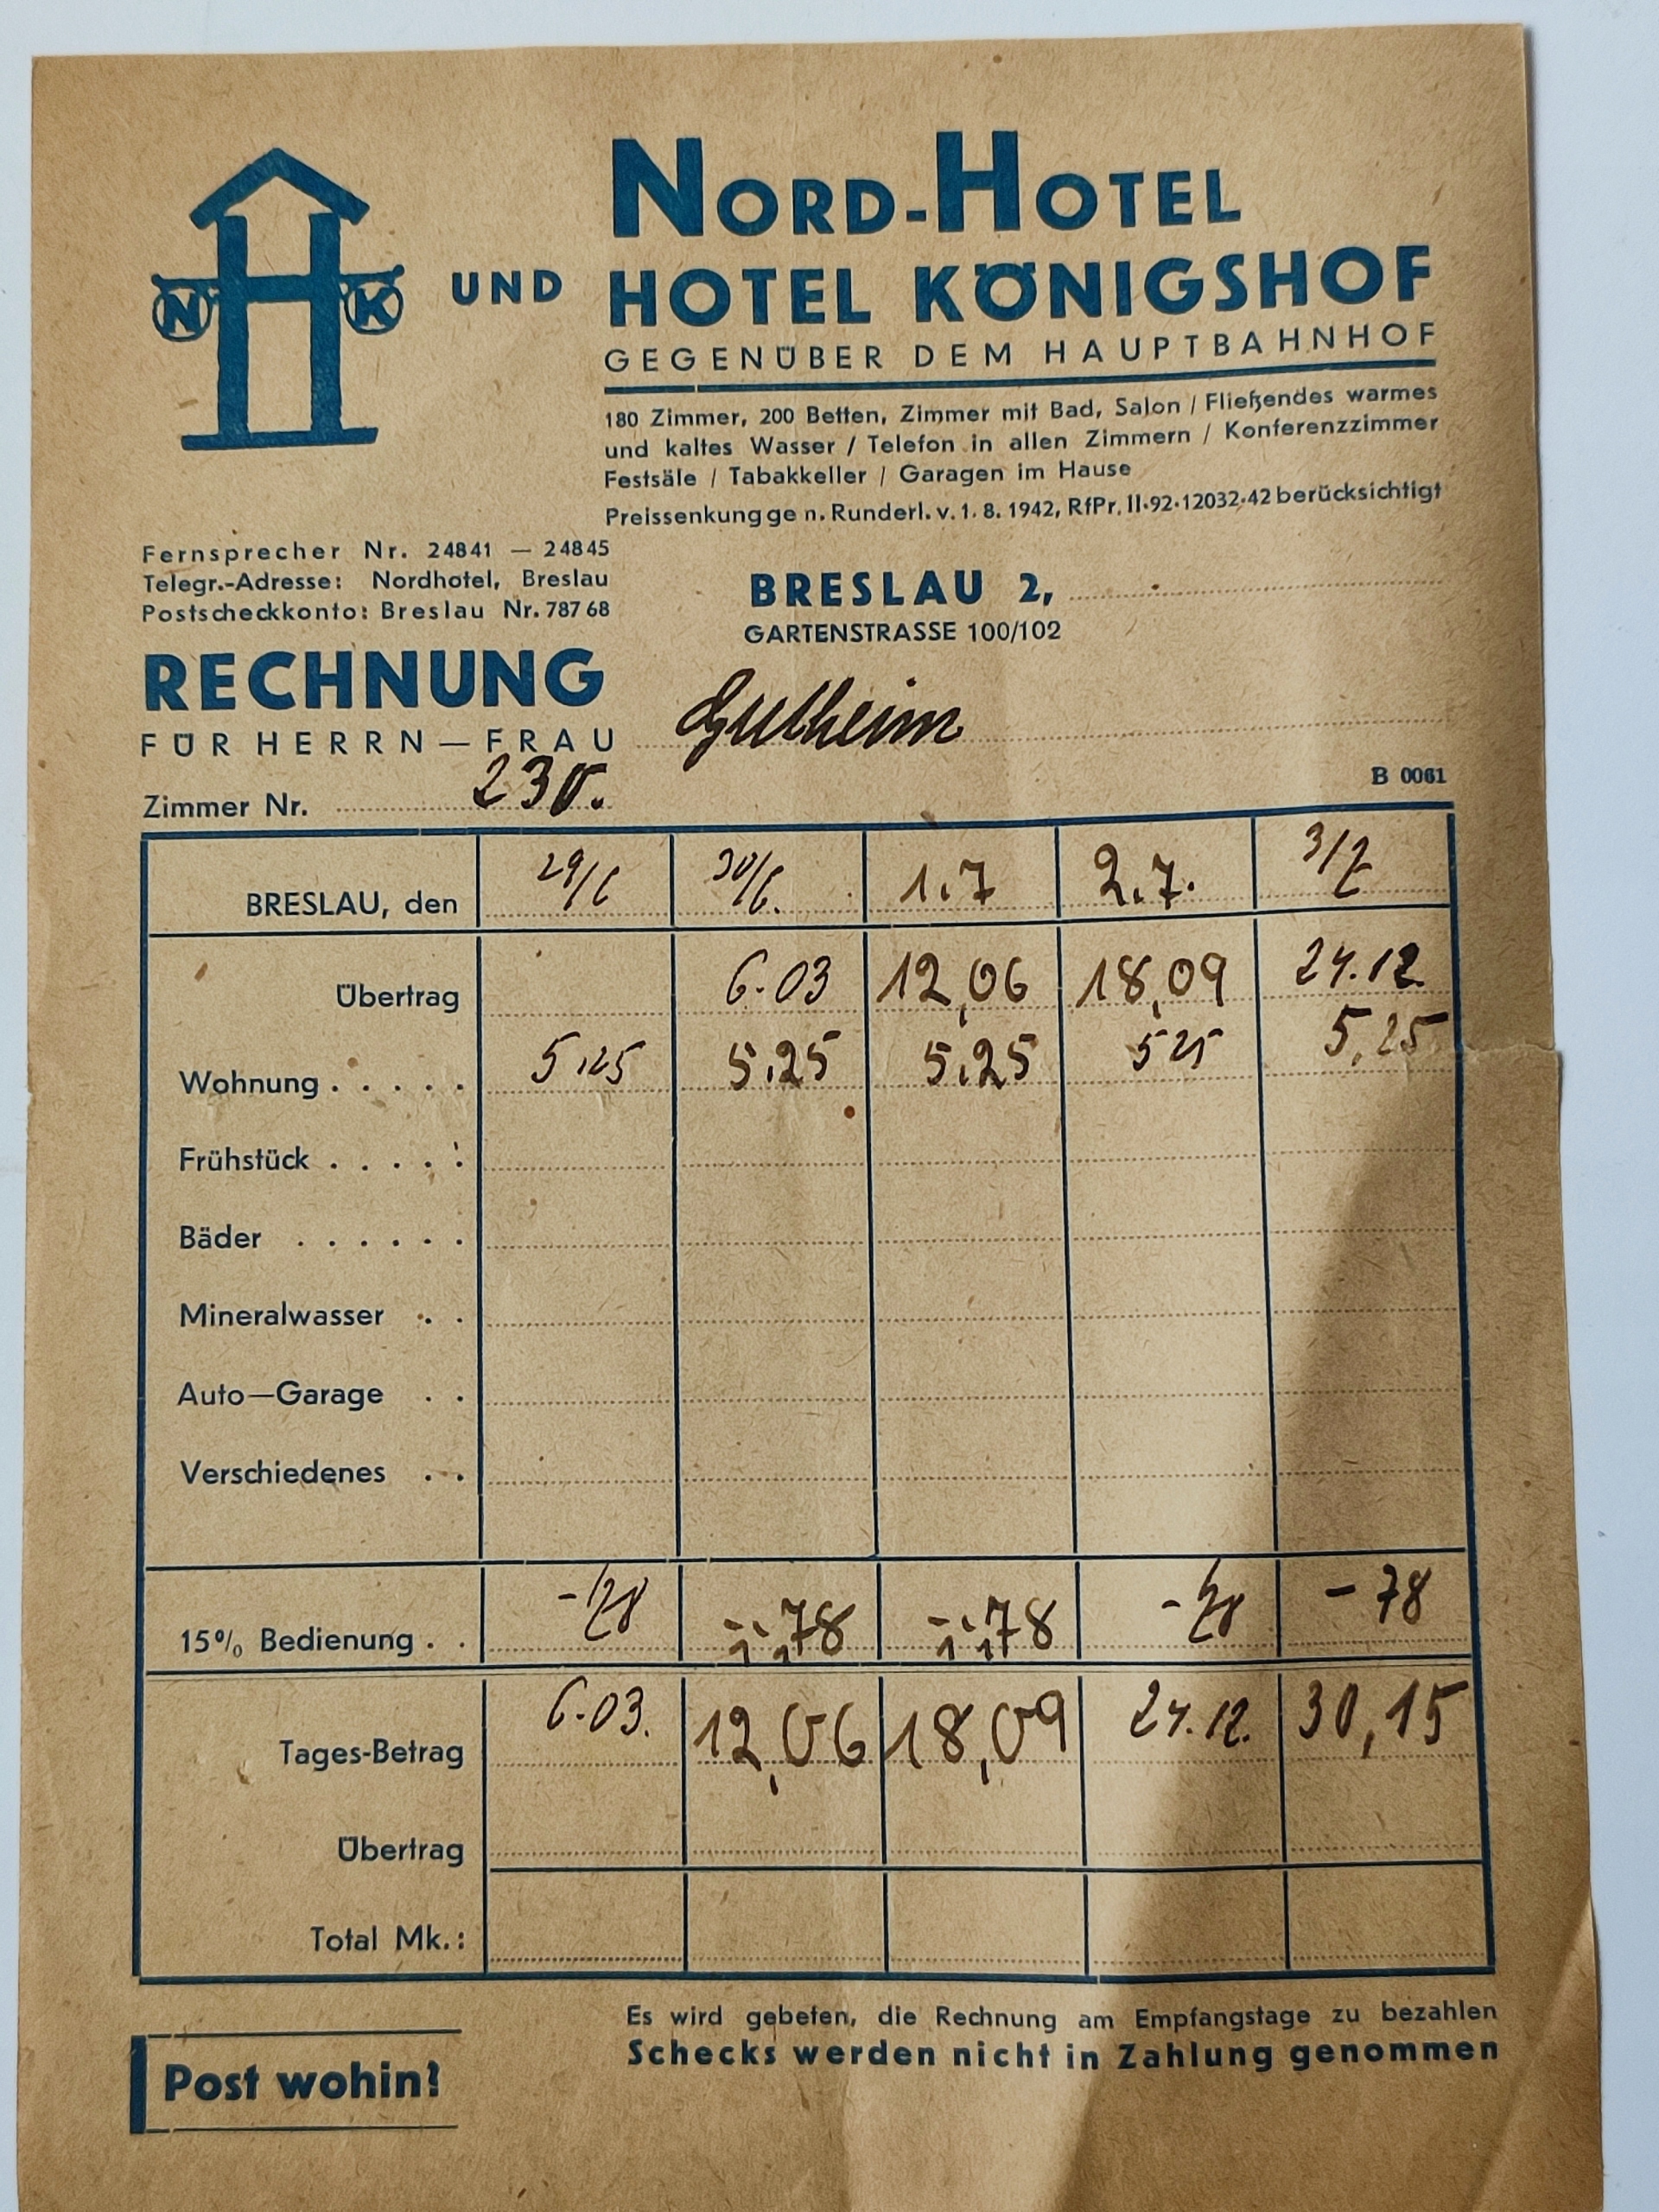 NORD-HOTEL
UND HOTEL KÖNIGSHOF
GEGENÜBER DEM HAUPTBAHNHOF
N H K
180 Zimmer, 200 Betten, Zimmer mit Bad, Salon / Fließendes warmes
und kaltes Wasser / Telefon in allen Zimmern / Konferenzzimmer
Festsäle / Tabakkeller / Garagen im Hause
Preissenkung gen. Runderl. v. 1. 8. 1942, RfPr. II-92-12032-42 berücksichtigt
Fernsprecher Nr. 24841 — 24845
Telegr.-Adresse: Nordhotel, Breslau
Postscheckkonto: Breslau Nr. 78768
BRESLAU 2,
GARTENSTRASSE 100/102
RECHNUNG
FÜR HERRN — FRAU
Zimmer Nr. 230.
B 0061
BRESLAU, den 29/6 30/6. 1.7 2.7. 3/7
Übertrag 6.03 12,06 18,09 24.12
Wohnung . . . . . 5,25 5,25 5,25 5 25 5,25
Frühstück . . . . :
Bäder . . . . . .
Mineralwasser . .
Auto—Garage . .
Verschiedenes . .
15% Bedienung . . -78 -,78 -,78 -78 - 78
Tages-Betrag 6.03. 12,06 18,09 24.12. 30,15
Übertrag
Total Mk.:
Es wird gebeten, die Rechnung am Empfangstage zu bezahlen
Schecks werden nicht in Zahlung genommen
Post wohin?